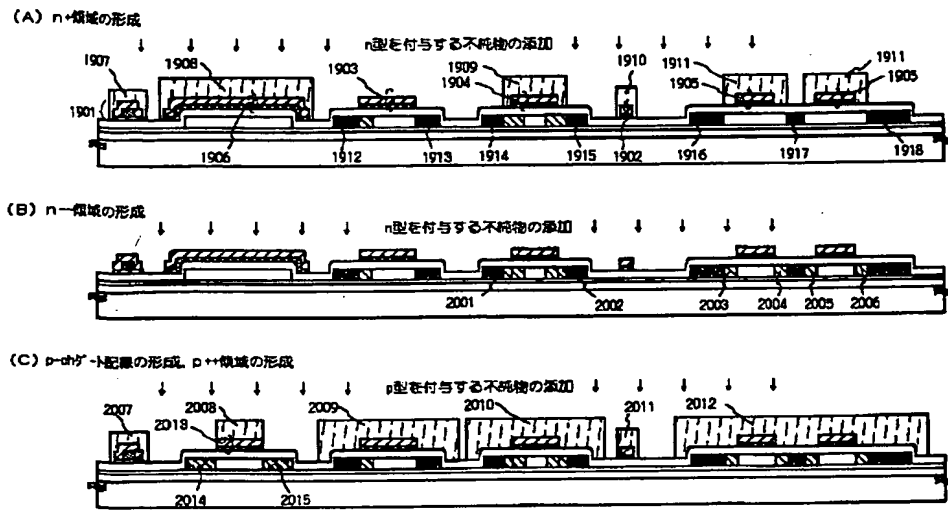 (A) n+領域の形成
n型を付与する不純物の添加
1907 1908 1903 1909 1904 1910 1911 1905 1911 1905
1901
1906 1912 1913 1914 1915 1902 1916 1917 1918
(B) n--領域の形成
n型を付与する不純物の添加
2001 2002 2003 2004 2005 2006
(C) p-chゲート配線の形成、p++領域の形成
p型を付与する不純物の添加
2007 2008 2009 2010 2011 2012
2018
2014 2015